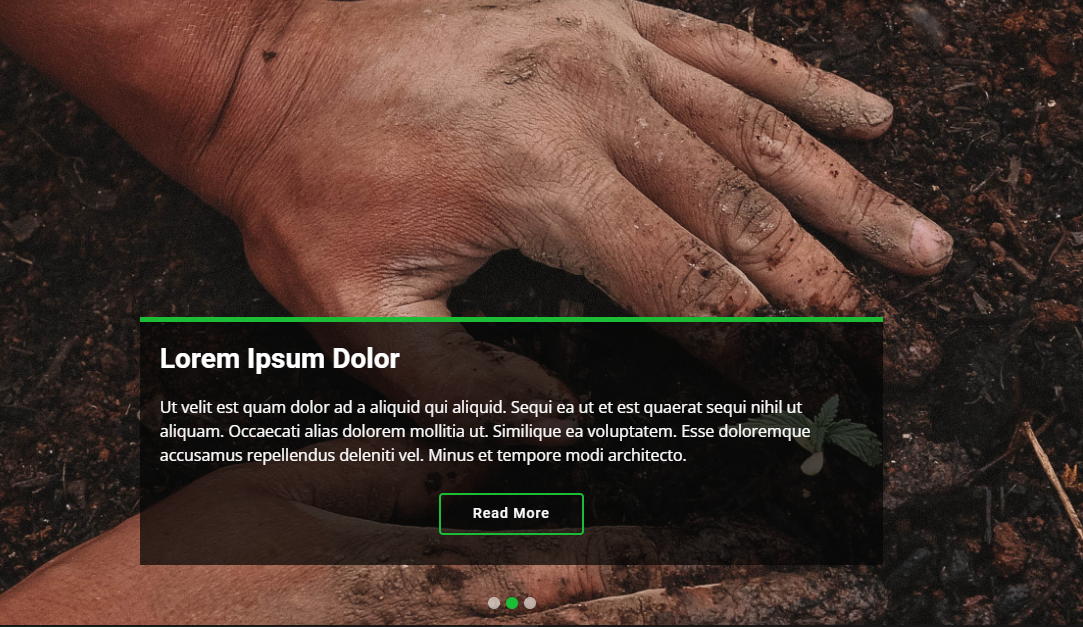 Lorem Ipsum Dolor
Ut velit est quam dolor ad a aliquid qui aliquid. Sequi ea ut et est quaerat sequi nihil ut
aliquam. Occaecati alias dolorem mollitia ut. Similique ea voluptatem. Esse doloremque
accusamus repellendus deleniti vel. Minus et tempore modi architecto.
Read More